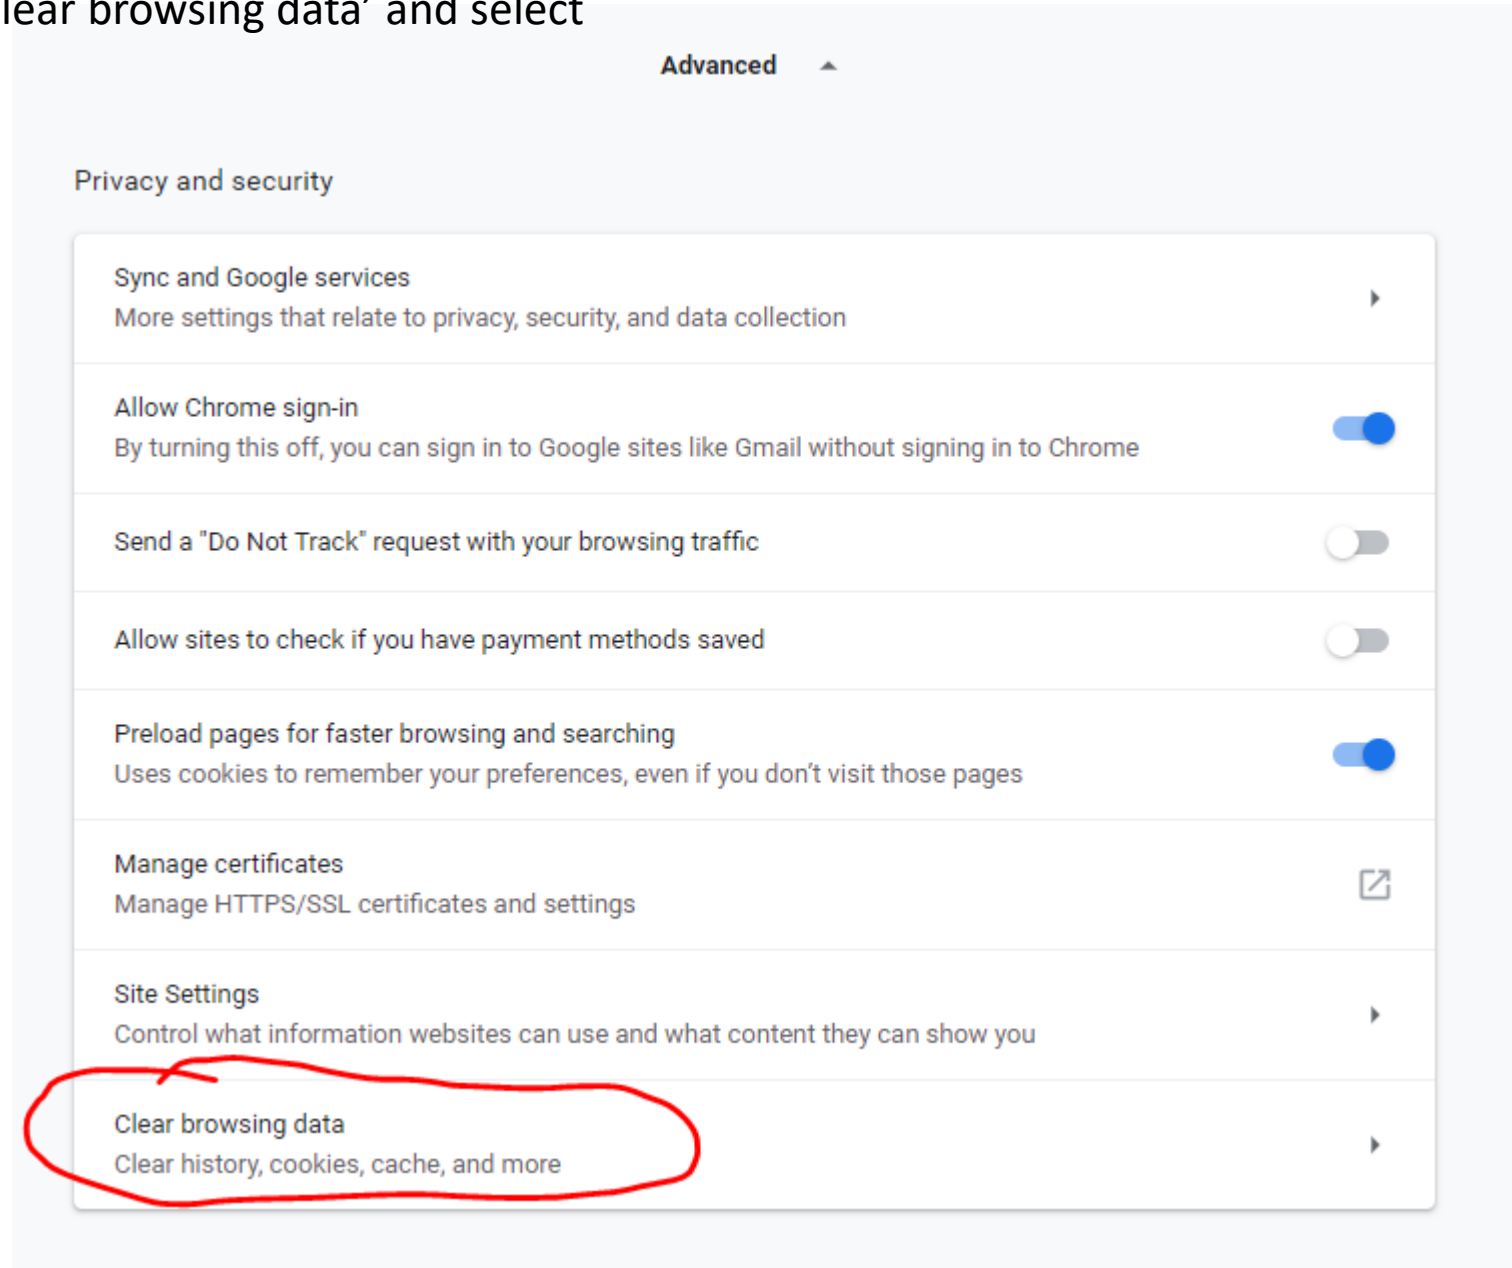 lear browsing data’ and select
Advanced
Privacy and security
Sync and Google services
More settings that relate to privacy, security, and data collection
Allow Chrome sign-in
By turning this off, you can sign in to Google sites like Gmail without signing in to Chrome
Send a "Do Not Track" request with your browsing traffic
Allow sites to check if you have payment methods saved
Preload pages for faster browsing and searching
Uses cookies to remember your preferences, even if you don’t visit those pages
Manage certificates
Manage HTTPS/SSL certificates and settings
Site Settings
Control what information websites can use and what content they can show you
Clear browsing data
Clear history, cookies, cache, and more